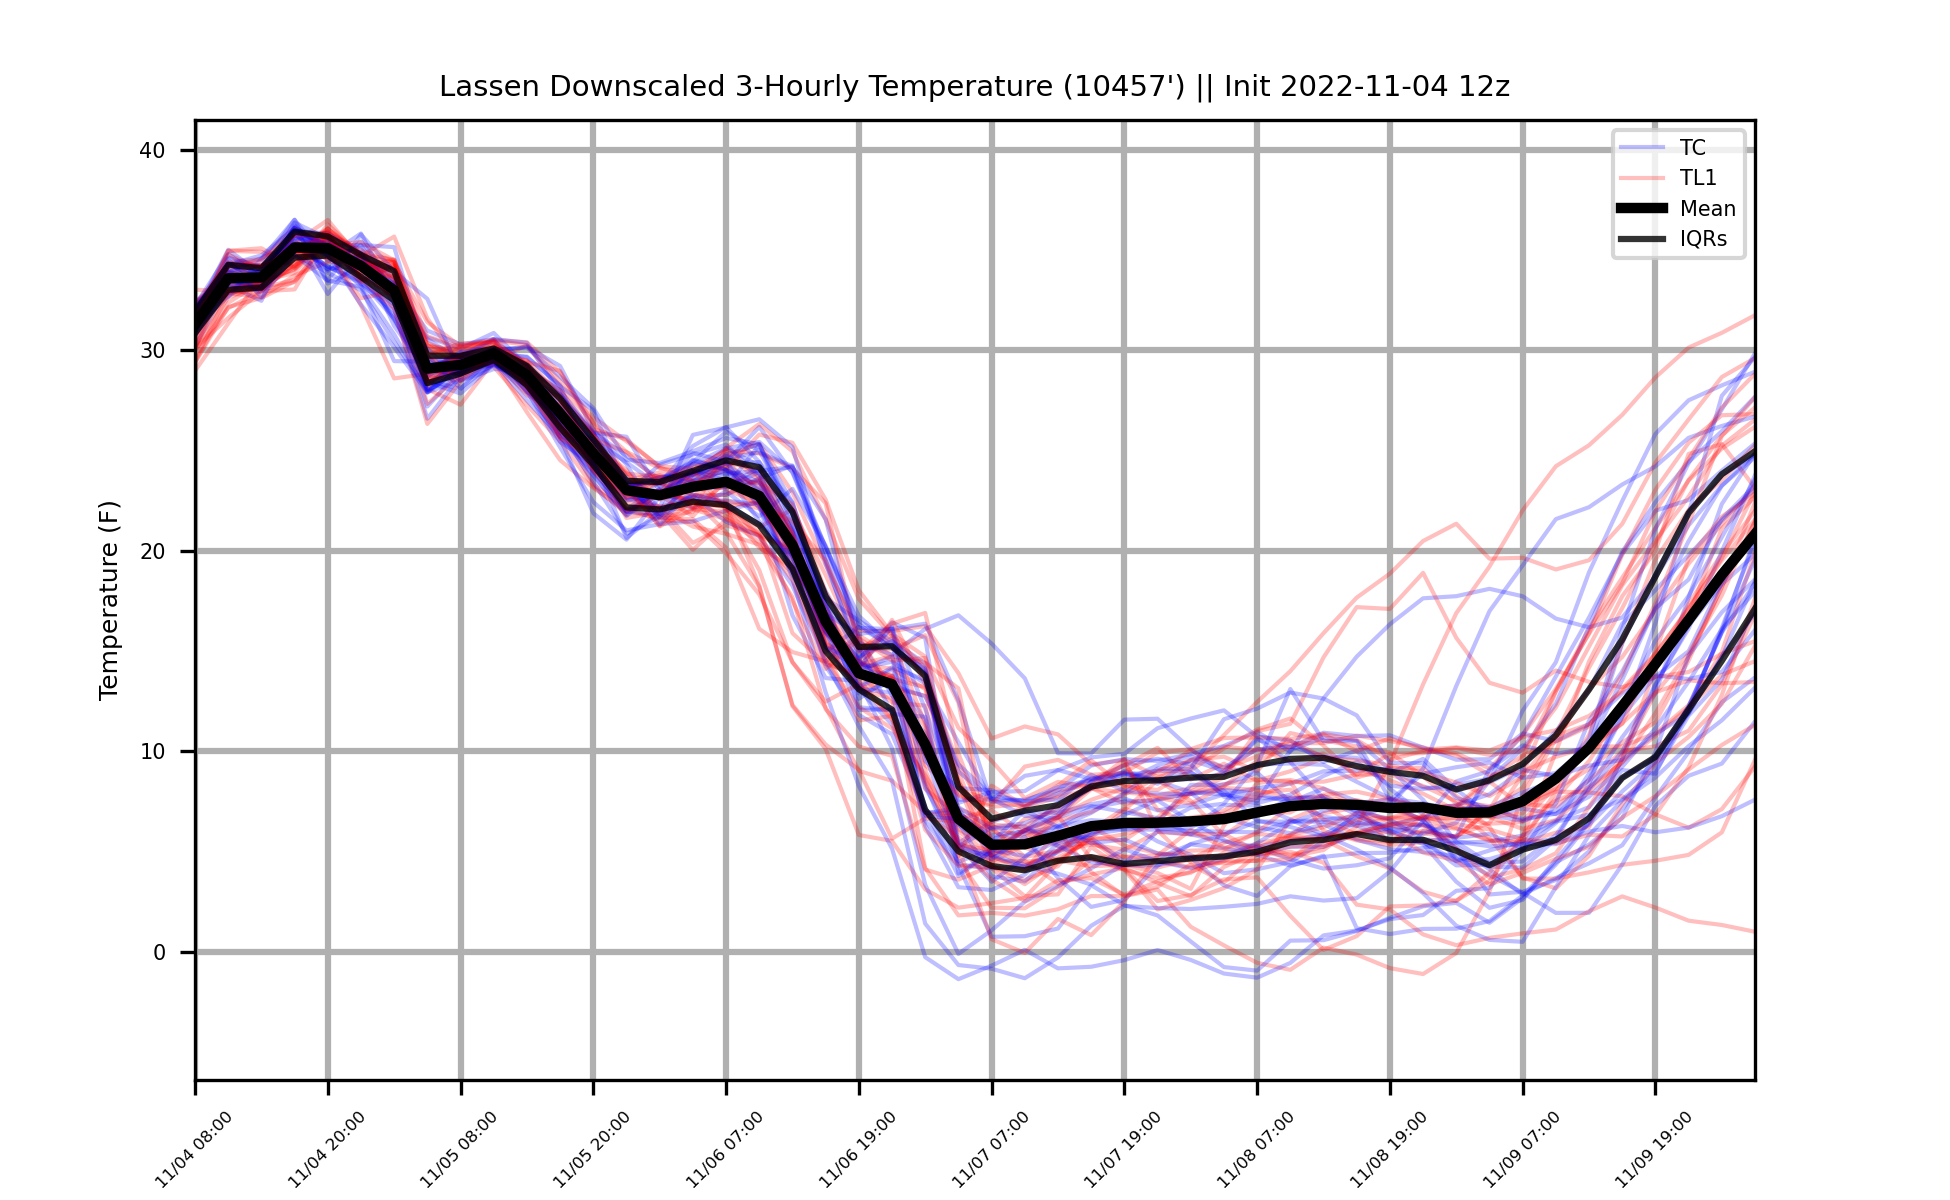 Lassen Downscaled 3-Hourly Temperature (10457') || Init 2022-11-04 12z
TC
TL1
Mean
IQRs
Temperature (F)
40
30
20
10
0
11/04 08:00
11/04 20:00
11/05 08:00
11/05 20:00
11/06 07:00
11/06 19:00
11/07 07:00
11/07 19:00
11/08 07:00
11/08 19:00
11/09 07:00
11/09 19:00